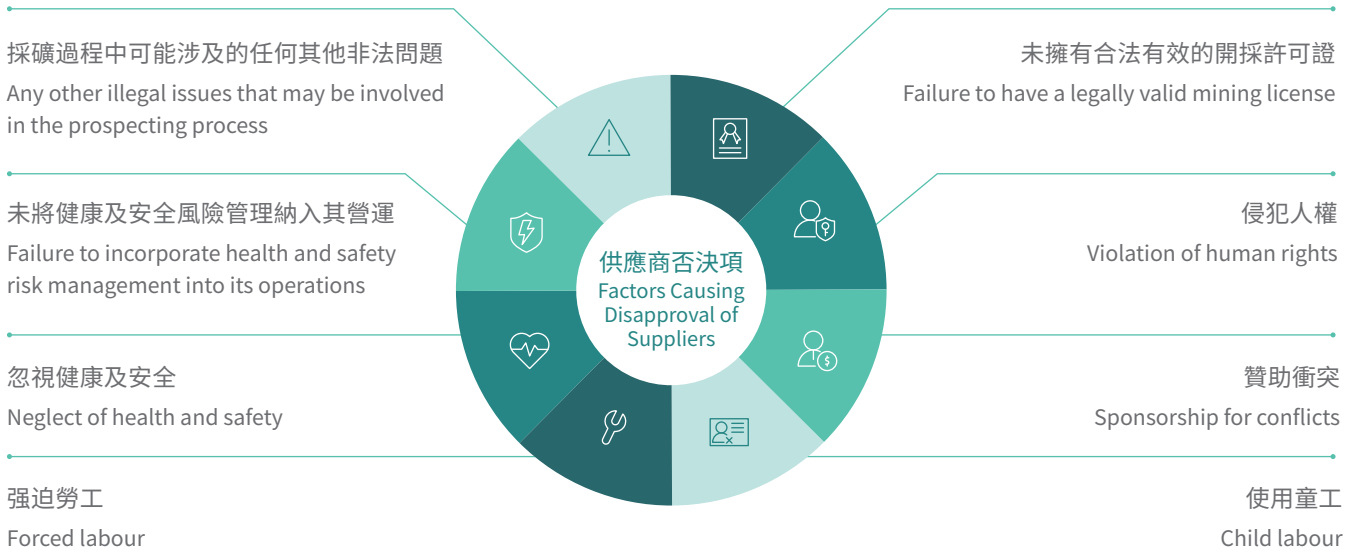 採礦過程中可能涉及的任何其他非法問題
Any other illegal issues that may be involved
in the prospecting process
未將健康及安全風險管理納入其營運
Failure to incorporate health and safety
risk management into its operations
忽視健康及安全
Neglect of health and safety
强迫勞工
Forced labour
供應商否決項
Factors Causing
Disapproval of
Suppliers
未擁有合法有效的開採許可證
Failure to have a legally valid mining license
侵犯人權
Violation of human rights
贊助衝突
Sponsorship for conflicts
使用童工
Child labour